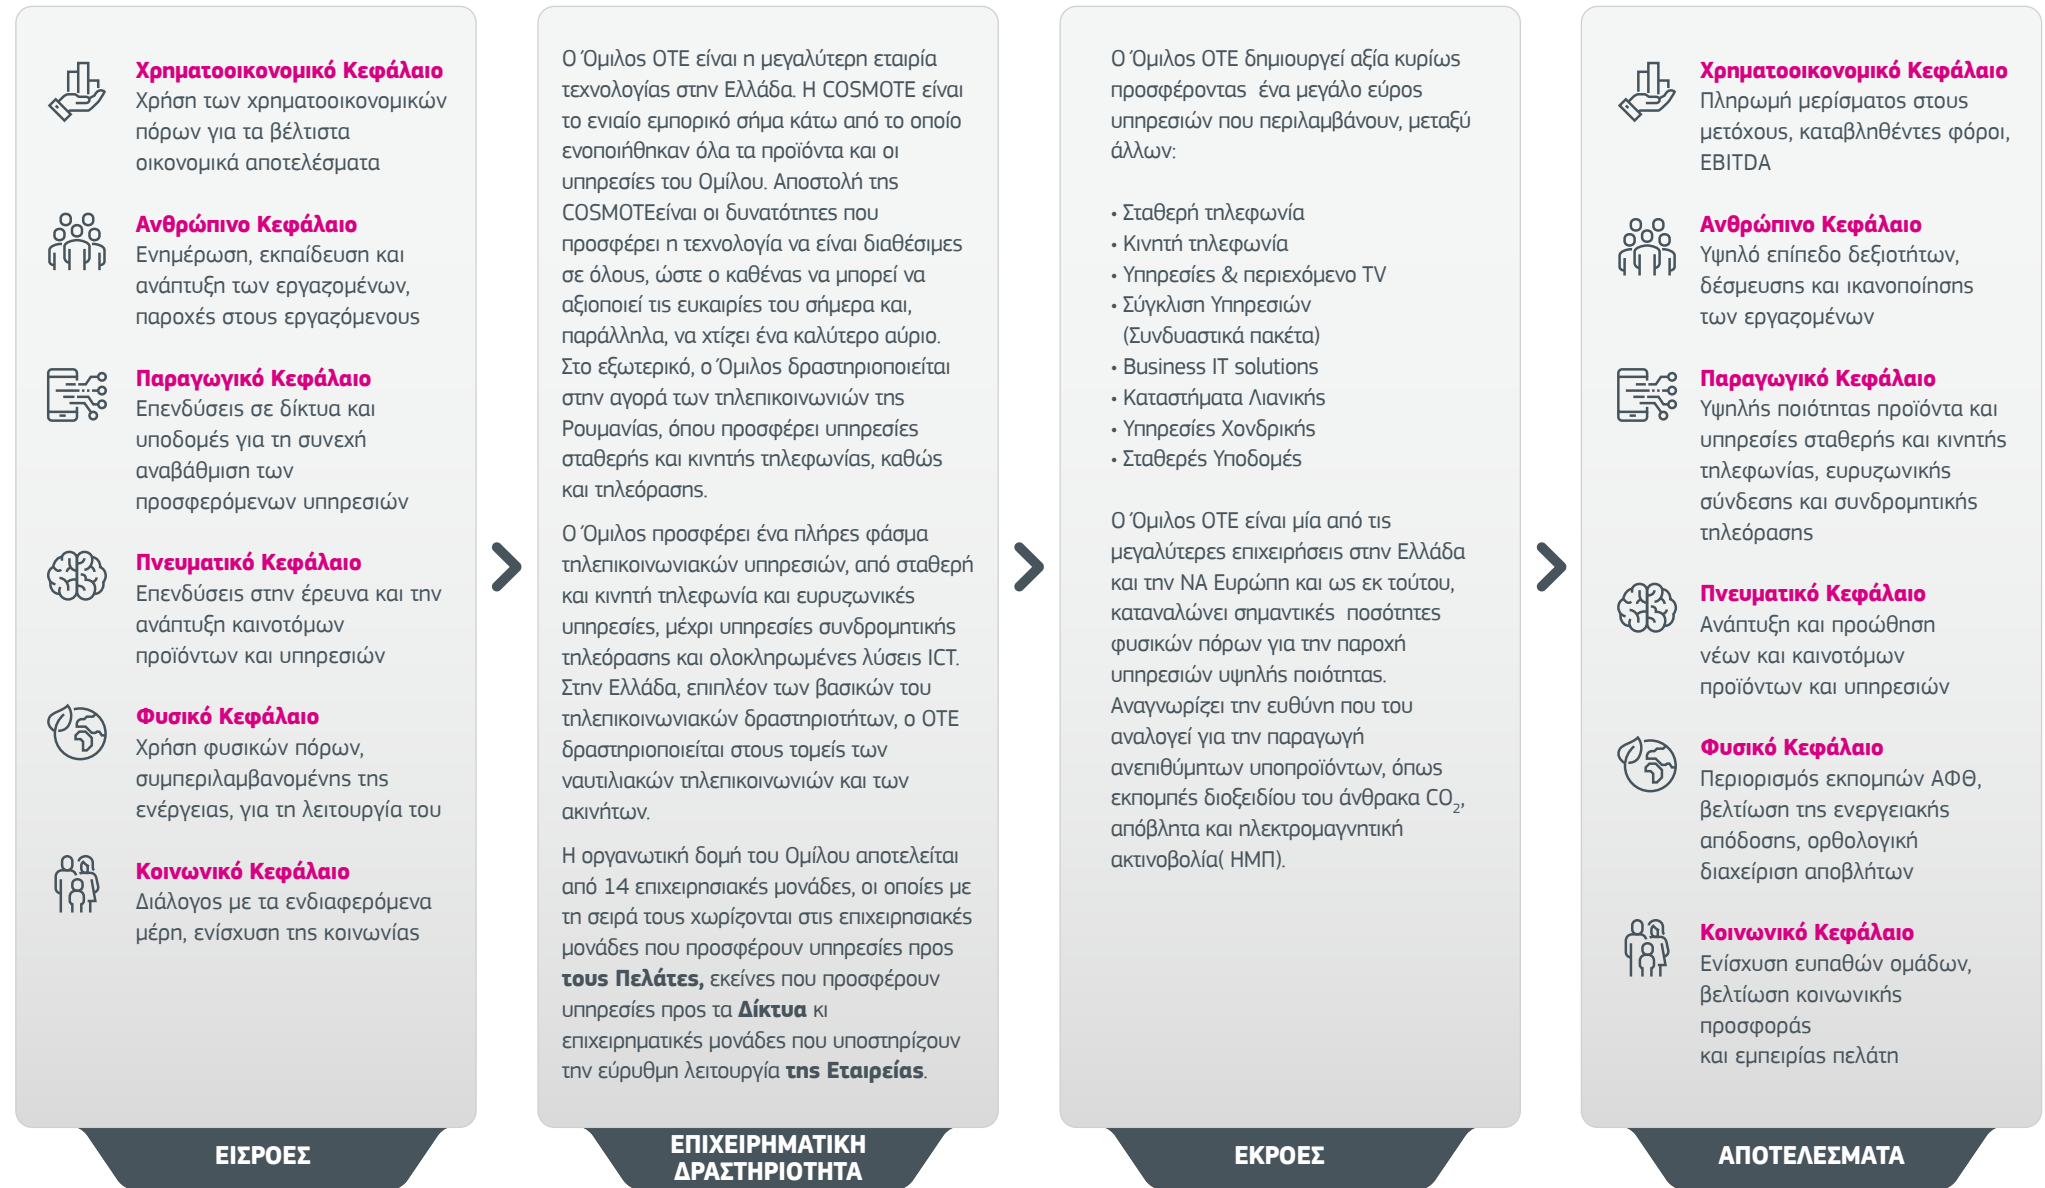 Χρηματοοικονομικό Κεφάλαιο
Χρήση των χρηματοοικονομικών
πόρων για τα βέλτιστα
οικονομικά αποτελέσματα
Ανθρώπινο Κεφάλαιο
Ενημέρωση, εκπαίδευση και
ανάπτυξη των εργαζομένων,
παροχές στους εργαζόμενους
Παραγωγικό Κεφάλαιο
Επενδύσεις σε δίκτυα και
υποδομές για τη συνεχή
αναβάθμιση των
προσφερόμενων υπηρεσιών
Πνευματικό Κεφάλαιο
Επενδύσεις στην έρευνα και την
ανάπτυξη καινοτόμων
προϊόντων και υπηρεσιών
Φυσικό Κεφάλαιο
Χρήση φυσικών πόρων,
συμπεριλαμβανομένης της
ενέργειας, για τη λειτουργία του
Κοινωνικό Κεφάλαιο
Διάλογος με τα ενδιαφερόμενα
μέρη, ενίσχυση της κοινωνίας
ΕΙΣΡΟΕΣ
Ο Όμιλος ΟΤΕ είναι η μεγαλύτερη εταιρία
τεχνολογίας στην Ελλάδα. Η COSMOTE είναι
το ενιαίο εμπορικό σήμα κάτω από το οποίο
ενοποιήθηκαν όλα τα προϊόντα και οι
υπηρεσίες του Ομίλου. Αποστολή της
COSMOTEείναι οι δυνατότητες που
προσφέρει η τεχνολογία να είναι διαθέσιμες
σε όλους, ώστε ο καθένας να μπορεί να
αξιοποιεί τις ευκαιρίες του σήμερα και,
παράλληλα, να χτίζει ένα καλύτερο αύριο.
Στο εξωτερικό, ο Όμιλος δραστηριοποιείται
στην αγορά των τηλεπικοινωνιών της
Ρουμανίας, όπου προσφέρει υπηρεσίες
σταθερής και κινητής τηλεφωνίας, καθώς
και τηλεόρασης.
Ο Όμιλος προσφέρει ένα πλήρες φάσμα
τηλεπικοινωνιακών υπηρεσιών, από σταθερή
και κινητή τηλεφωνία και ευρυζωνικές
υπηρεσίες, μέχρι υπηρεσίες συνδρομητικής
τηλεόρασης και ολοκληρωμένες λύσεις ICT.
Στην Ελλάδα, επιπλέον των βασικών του
τηλεπικοινωνιακών δραστηριοτήτων, ο ΟΤΕ
δραστηριοποιείται στους τομείς των
ναυτιλιακών τηλεπικοινωνιών και των
ακινήτων.
Η οργανωτική δομή του Ομίλου αποτελείται
από 14 επιχειρησιακές μονάδες, οι οποίες με
τη σειρά τους χωρίζονται στις επιχειρησιακές
μονάδες που προσφέρουν υπηρεσίες προς
τους Πελάτες, εκείνες που προσφέρουν
υπηρεσίες προς τα Δίκτυα κι
επιχειρηματικές μονάδες που υποστηρίζουν
την εύρυθμη λειτουργία της Εταιρείας.
ΕΠΙΧΕΙΡΗΜΑΤΙΚΗ
ΔΡΑΣΤΗΡΙΟΤΗΤΑ
Ο Όμιλος ΟΤΕ δημιουργεί αξία κυρίως
προσφέροντας ένα μεγάλο εύρος
υπηρεσιών που περιλαμβάνουν, μεταξύ
άλλων:
• Σταθερή τηλεφωνία
• Κινητή τηλεφωνία
• Υπηρεσίες & περιεχόμενο TV
• Σύγκλιση Υπηρεσιών
(Συνδυαστικά πακέτα)
• Business IT solutions
• Καταστήματα Λιανικής
• Υπηρεσίες Χονδρικής
• Σταθερές Υποδομές
Ο Όμιλος ΟΤΕ είναι μία από τις
μεγαλύτερες επιχειρήσεις στην Ελλάδα
και την ΝΑ Ευρώπη και ως εκ τούτου,
καταναλώνει σημαντικές ποσότητες
φυσικών πόρων για την παροχή
υπηρεσιών υψηλής ποιότητας.
Αναγνωρίζει την ευθύνη που του
αναλογεί για την παραγωγή
ανεπιθύμητων υποπροϊόντων, όπως
εκπομπές διοξειδίου του άνθρακα CO₂,
απόβλητα και ηλεκτρομαγνητική
ακτινοβολία( ΗΜΠ).
ΕΚΡΟΕΣ
Χρηματοοικονομικό Κεφάλαιο
Πληρωμή μερίσματος στους
μετόχους, καταβληθέντες φόροι,
EBITDA
Ανθρώπινο Κεφάλαιο
Υψηλό επίπεδο δεξιοτήτων,
δέσμευσης και ικανοποίησης
των εργαζομένων
Παραγωγικό Κεφάλαιο
Υψηλής ποιότητας προϊόντα και
υπηρεσίες σταθερής και κινητής
τηλεφωνίας, ευρυζωνικής
σύνδεσης και συνδρομητικής
τηλεόρασης
Πνευματικό Κεφάλαιο
Ανάπτυξη και προώθηση
νέων και καινοτόμων
προϊόντων και υπηρεσιών
Φυσικό Κεφάλαιο
Περιορισμός εκπομπών ΑΦΘ,
βελτίωση της ενεργειακής
απόδοσης, ορθολογική
διαχείριση αποβλήτων
Κοινωνικό Κεφάλαιο
Ενίσχυση ευπαθών ομάδων,
βελτίωση κοινωνικής
προσφοράς
και εμπειρίας πελάτη
ΑΠΟΤΕΛΕΣΜΑΤΑ